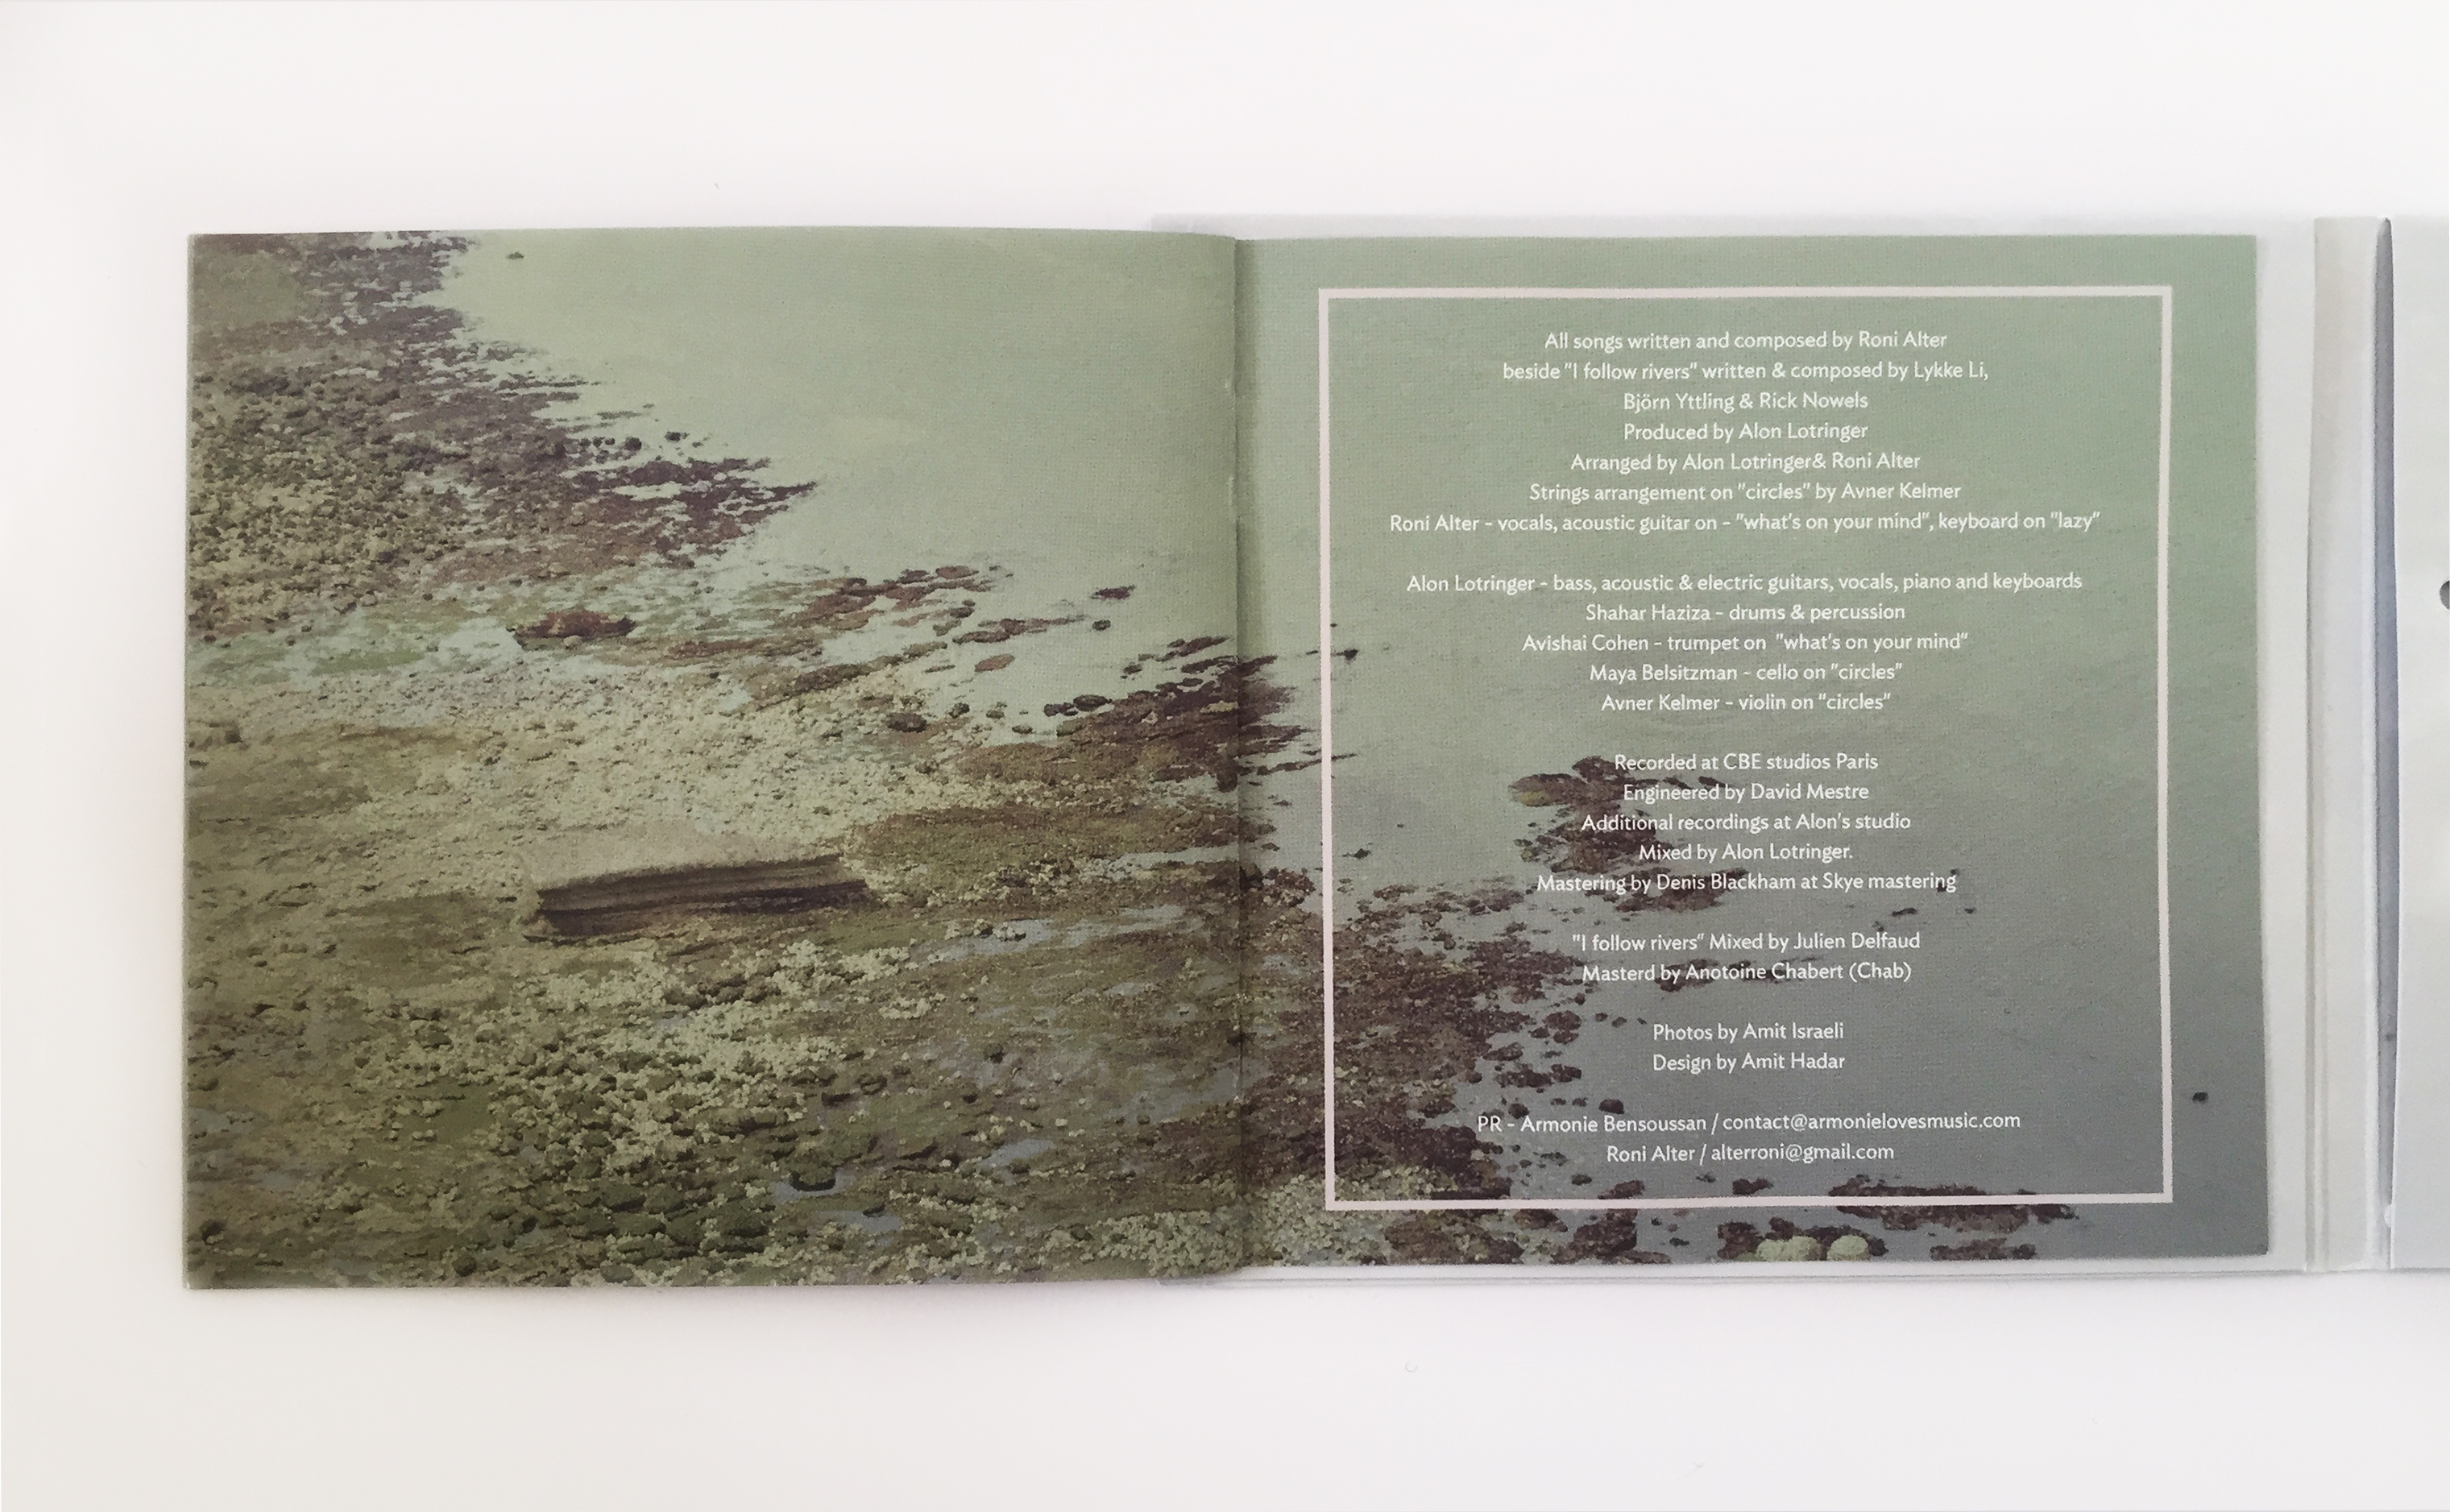 All songs written and composed by Roni Alter
beside "I follow rivers" written & composed by Lykke Li,
Björn Yttling & Rick Nowels
Produced by Alon Lotringer
Arranged by Alon Lotringer& Roni Alter
Strings arrangement on "circles" by Avner Kelmer
Roni Alter - vocals, acoustic guitar on - "what's on your mind", keyboard on "lazy"
Alon Lotringer - bass, acoustic & electric guitars, vocals, piano and keyboards
Shahar Haziza - drums & percussion
Avishai Cohen - trumpet on "what's on your mind"
Maya Belsitzman - cello on "circles"
Avner Kelmer - violin on "circles"
Recorded at CBE studios Paris
Engineered by David Mestre
Additional recordings at Alon's studio
Mixed by Alon Lotringer.
Mastering by Denis Blackham at Skye mastering
"I follow rivers" Mixed by Julien Delfaud
Masterd by Anotoine Chabert (Chab)
Photos by Amit Israeli
Design by Amit Hadar
PR - Armonie Bensoussan / contact@armonielovesmusic.com
Roni Alter / alterroni@gmail.com